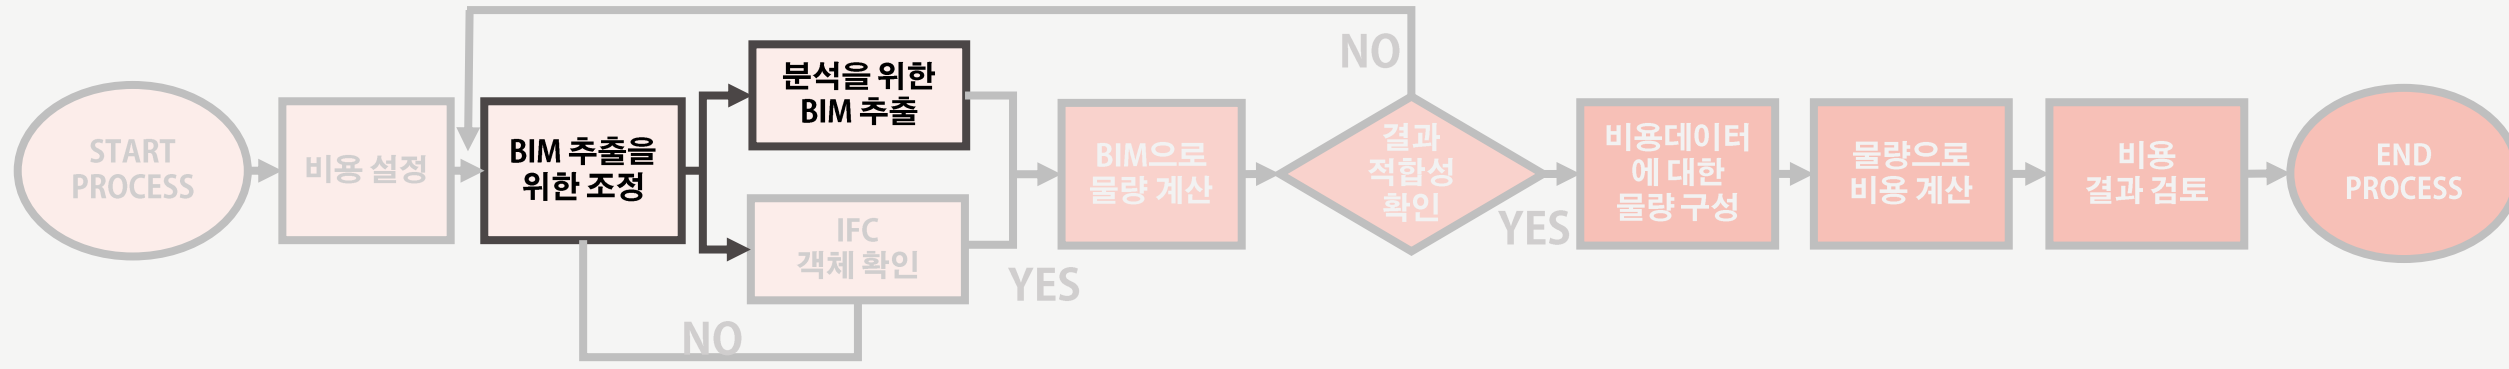 START
PROCESS
비용 설정
BIM 추출을
위한 조정
분석을 위한
BIM 추출
IFC
객체 확인
NO
YES
BIM으로
물량 계산
결과
정확성
확인
NO
YES
비용데이터
에 대한
물량 구성
물량으로
비용 계산
비용
결과 검토
END
PROCESS